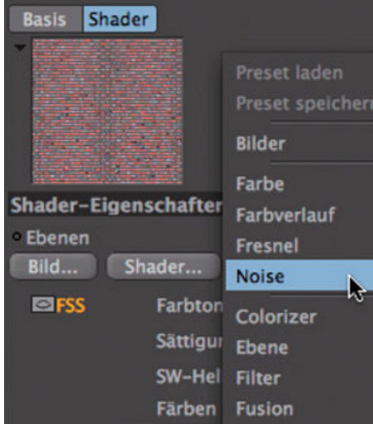 Basis Shader
Preset laden
Preset speichern
Bilder
Shader-Eigenschaften
Farbe
Farbverlauf
Ebenen
Fresnel
Bild... Shader...
Noise
FSS Farbton
Colorizer
Sättigun
Ebene
SW-Hel
Filter
Färben
Fusion